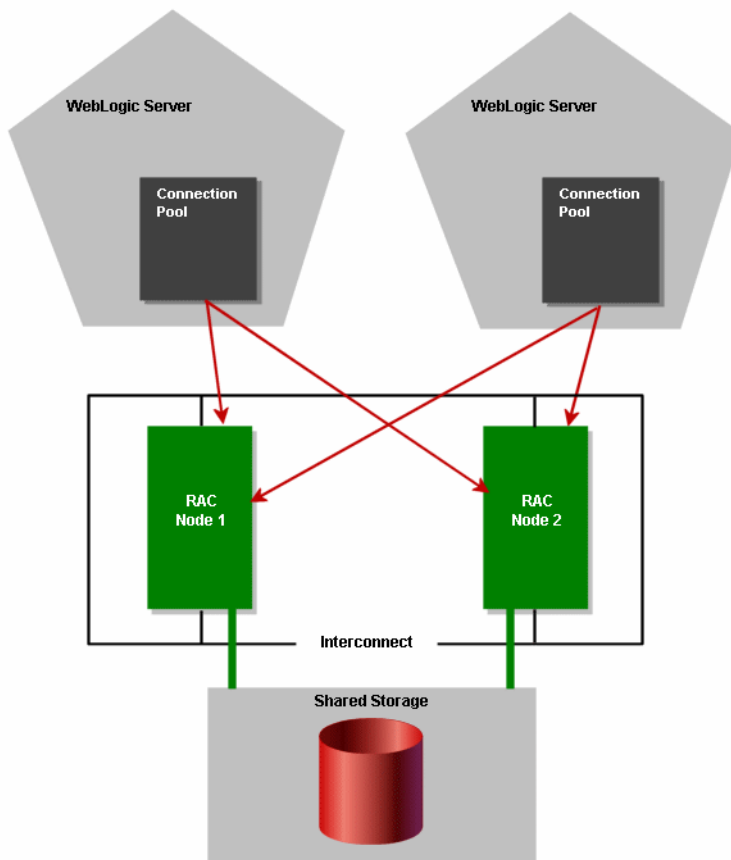 WebLogic Server
WebLogic Server
Connection
Pool
Connection
Pool
RAC
Node 1
RAC
Node 2
Interconnect
Shared Storage